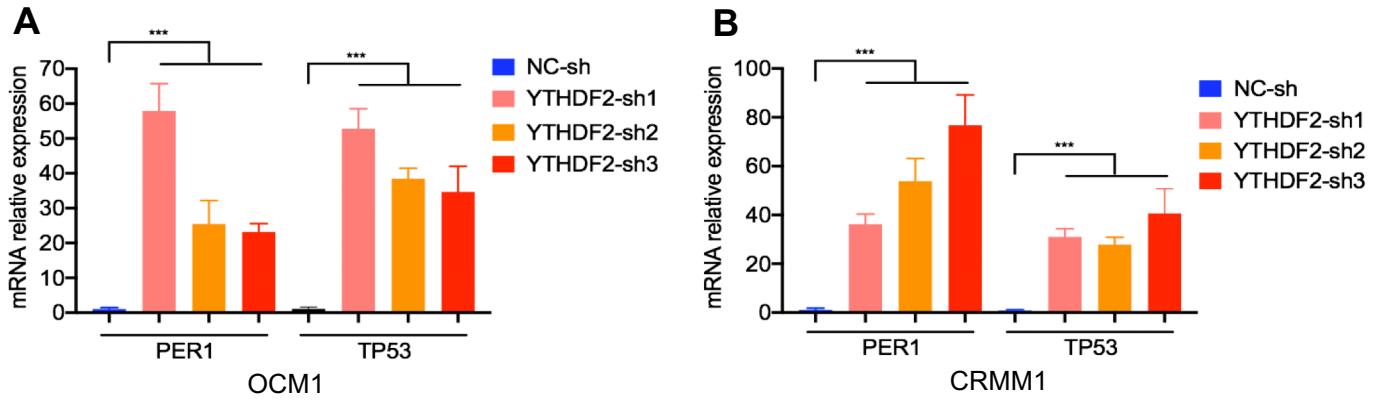 A
mRNA relative expression
70
60
50
40
30
20
10
0
***
***
NC-sh
YTHDF2-sh1
YTHDF2-sh2
YTHDF2-sh3
PER1
TP53
OCM1
B
mRNA relative expression
100
80
60
40
20
0
***
***
NC-sh
YTHDF2-sh1
YTHDF2-sh2
YTHDF2-sh3
PER1
TP53
CRMM1